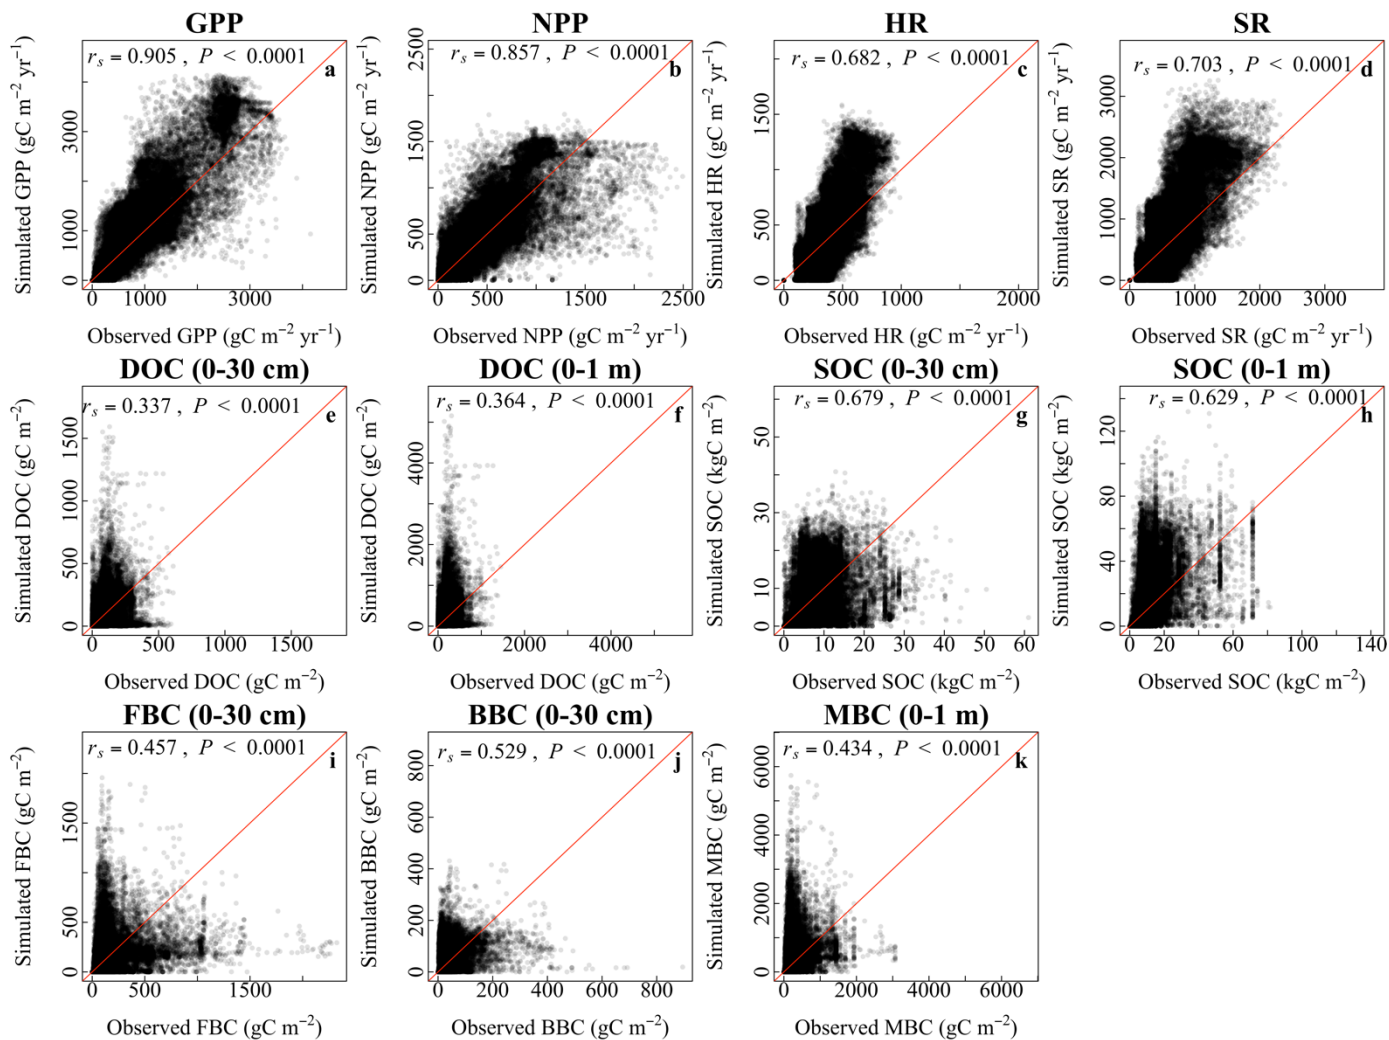 GPP
r_s = 0.905 , P < 0.0001
a
Simulated GPP (gC m⁻² yr⁻¹)
0 1000 3000
0 1000 3000
Observed GPP (gC m⁻² yr⁻¹)
NPP
r_s = 0.857 , P < 0.0001
b
Simulated NPP (gC m⁻² yr⁻¹)
0 500 1500 2500
0 500 1000 1500 2000 2500
Observed NPP (gC m⁻² yr⁻¹)
HR
r_s = 0.682 , P < 0.0001
c
Simulated HR (gC m⁻² yr⁻¹)
0 500 1500
0 500 1000 2000
Observed HR (gC m⁻² yr⁻¹)
SR
r_s = 0.703 , P < 0.0001
d
Simulated SR (gC m⁻² yr⁻¹)
0 1000 2000 3000
0 1000 2000 3000
Observed SR (gC m⁻² yr⁻¹)
DOC (0-30 cm)
r_s = 0.337 , P < 0.0001
e
Simulated DOC (gC m⁻²)
0 500 1000 1500
0 500 1000 1500
Observed DOC (gC m⁻²)
DOC (0-1 m)
r_s = 0.364 , P < 0.0001
f
Simulated DOC (gC m⁻²)
0 2000 4000
0 2000 4000
Observed DOC (gC m⁻²)
SOC (0-30 cm)
r_s = 0.679 , P < 0.0001
g
Simulated SOC (kgC m⁻²)
0 10 30 50
0 10 20 30 40 50 60
Observed SOC (kgC m⁻²)
SOC (0-1 m)
r_s = 0.629 , P < 0.0001
h
Simulated SOC (kgC m⁻²)
0 40 80 120
0 20 60 100 140
Observed SOC (kgC m⁻²)
FBC (0-30 cm)
r_s = 0.457 , P < 0.0001
i
Simulated FBC (gC m⁻²)
0 500 1500
0 500 1500
Observed FBC (gC m⁻²)
BBC (0-30 cm)
r_s = 0.529 , P < 0.0001
j
Simulated BBC (gC m⁻²)
0 200 400 600 800
0 200 400 600 800
Observed BBC (gC m⁻²)
MBC (0-1 m)
r_s = 0.434 , P < 0.0001
k
Simulated MBC (gC m⁻²)
0 2000 4000 6000
0 2000 4000 6000
Observed MBC (gC m⁻²)